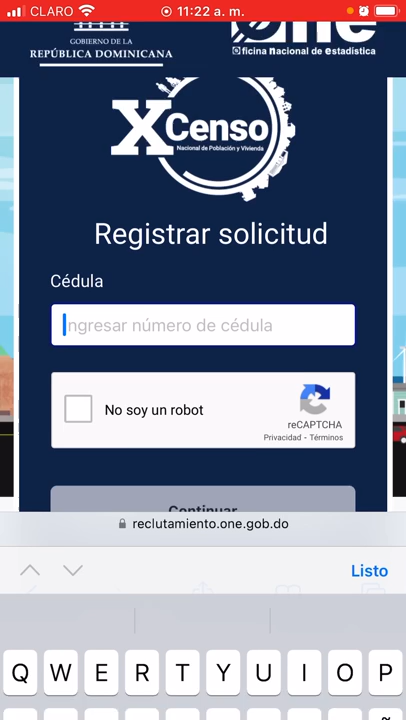 CLARO 11:22 a. m.
GOBIERNO DE LA
REPÚBLICA DOMINICANA
one
Oficina nacional de estadística
X Censo
Nacional de Población y Vivienda
Registrar solicitud
Cédula
Ingresar número de cédula
No soy un robot
reCAPTCHA
Privacidad - Términos
Continuar
reclutamiento.one.gob.do
Listo
Q W E R T Y U I O P